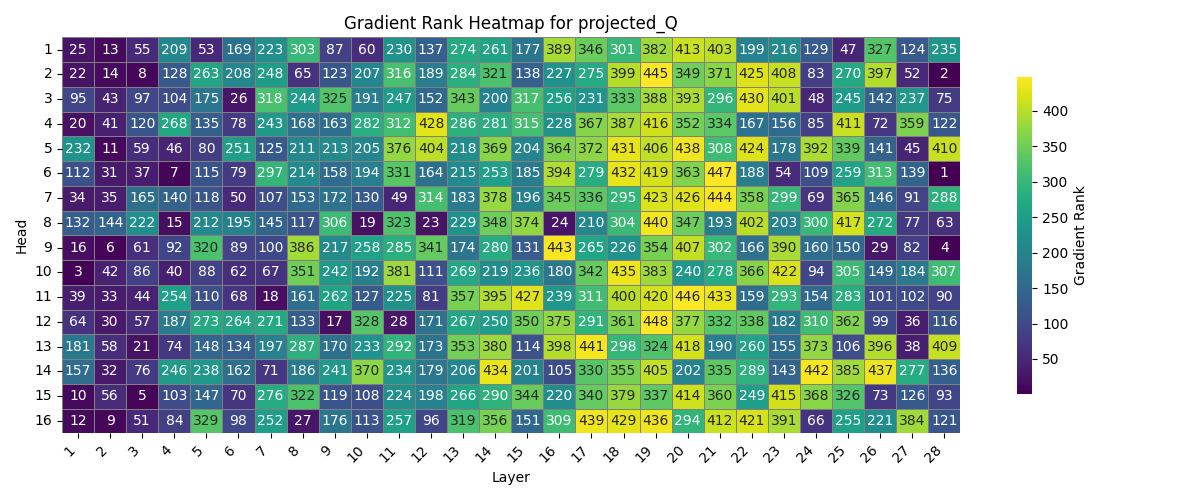 Gradient Rank Heatmap for projected_Q
1 25 13 55 209 53 169 223 303 87 60 230 137 274 261 177 389 346 301 382 413 403 199 216 129 47 327 124 235
2 22 14 8 128 263 208 248 65 123 207 316 189 284 321 138 227 275 399 445 349 371 425 408 83 270 397 52 2
3 95 43 97 104 175 26 318 244 325 191 247 152 343 200 317 256 231 333 388 393 296 430 401 48 245 142 237 75
4 20 41 120 268 135 78 243 168 163 282 312 428 286 281 315 228 367 387 416 352 334 167 156 85 411 72 359 122
5 232 11 59 46 80 251 125 211 213 205 376 404 218 369 204 364 372 431 406 438 308 424 178 392 339 141 45 410
6 112 31 37 7 115 79 297 214 158 194 331 164 215 253 185 394 279 432 419 363 447 188 54 109 259 313 139 1
7 34 35 165 140 118 50 107 153 172 130 49 314 183 378 196 345 336 295 423 426 444 358 299 69 365 146 91 288
8 132 144 222 15 212 195 145 117 306 19 323 23 229 348 374 24 210 304 440 347 193 402 203 300 417 272 77 63
9 16 6 61 92 320 89 100 386 217 258 285 341 174 280 131 443 265 226 354 407 302 166 390 160 150 29 82 4
10 3 42 86 40 88 62 67 351 242 192 381 111 269 219 236 180 342 435 383 240 278 366 422 94 305 149 184 307
11 39 33 44 254 110 68 18 161 262 127 225 81 357 395 427 239 311 400 420 446 433 159 293 154 283 101 102 90
12 64 30 57 187 273 264 271 133 17 328 28 171 267 250 350 375 291 361 448 377 332 338 182 310 362 99 36 116
13 181 58 21 74 148 134 197 287 170 233 292 173 353 380 114 398 441 298 324 418 190 260 155 373 106 396 38 409
14 157 32 76 246 238 162 71 186 241 370 234 179 206 434 201 105 330 355 405 202 335 289 143 442 385 437 277 136
15 10 56 5 103 147 70 276 322 119 108 224 198 266 290 344 220 340 379 337 414 360 249 415 368 326 73 126 93
16 12 9 51 84 329 98 252 27 176 113 257 96 319 356 151 309 439 429 436 294 412 421 391 66 255 221 384 121
1 2 3 4 5 6 7 8 9 10 11 12 13 14 15 16 17 18 19 20 21 22 23 24 25 26 27 28
Layer
Head
400
350
300
250
200
150
100
50
Gradient Rank